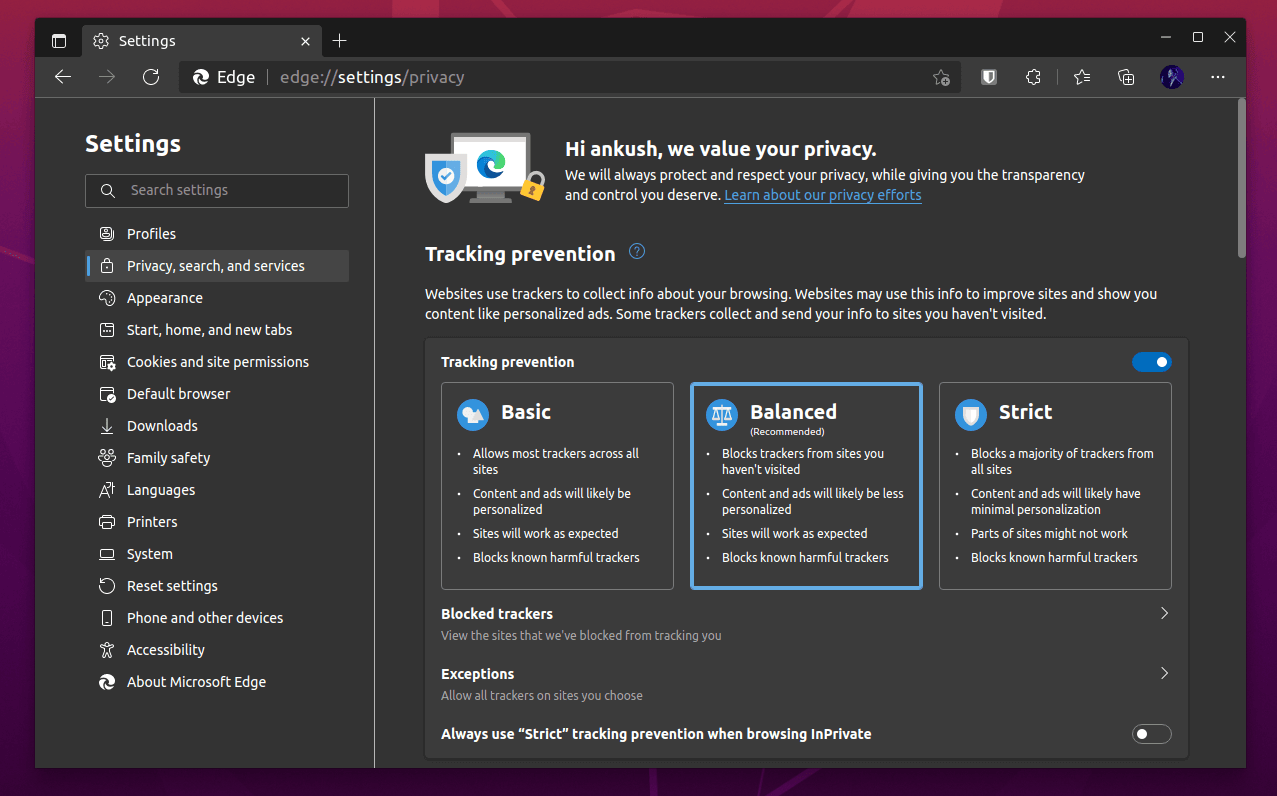 Settings
Edge edge://settings/privacy
Settings
Search settings
Profiles
Privacy, search, and services
Appearance
Start, home, and new tabs
Cookies and site permissions
Default browser
Downloads
Family safety
Languages
Printers
System
Reset settings
Phone and other devices
Accessibility
About Microsoft Edge
Hi ankush, we value your privacy.
We will always protect and respect your privacy, while giving you the transparency
and control you deserve. Learn about our privacy efforts
Tracking prevention
Websites use trackers to collect info about your browsing. Websites may use this info to improve sites and show you
content like personalized ads. Some trackers collect and send your info to sites you haven't visited.
Tracking prevention
Basic
• Allows most trackers across all
sites
• Content and ads will likely be
personalized
• Sites will work as expected
• Blocks known harmful trackers
Balanced
(Recommended)
• Blocks trackers from sites you
haven't visited
• Content and ads will likely be less
personalized
• Sites will work as expected
• Blocks known harmful trackers
Strict
• Blocks a majority of trackers from
all sites
• Content and ads will likely have
minimal personalization
• Parts of sites might not work
• Blocks known harmful trackers
Blocked trackers
View the sites that we've blocked from tracking you
Exceptions
Allow all trackers on sites you choose
Always use “Strict” tracking prevention when browsing InPrivate